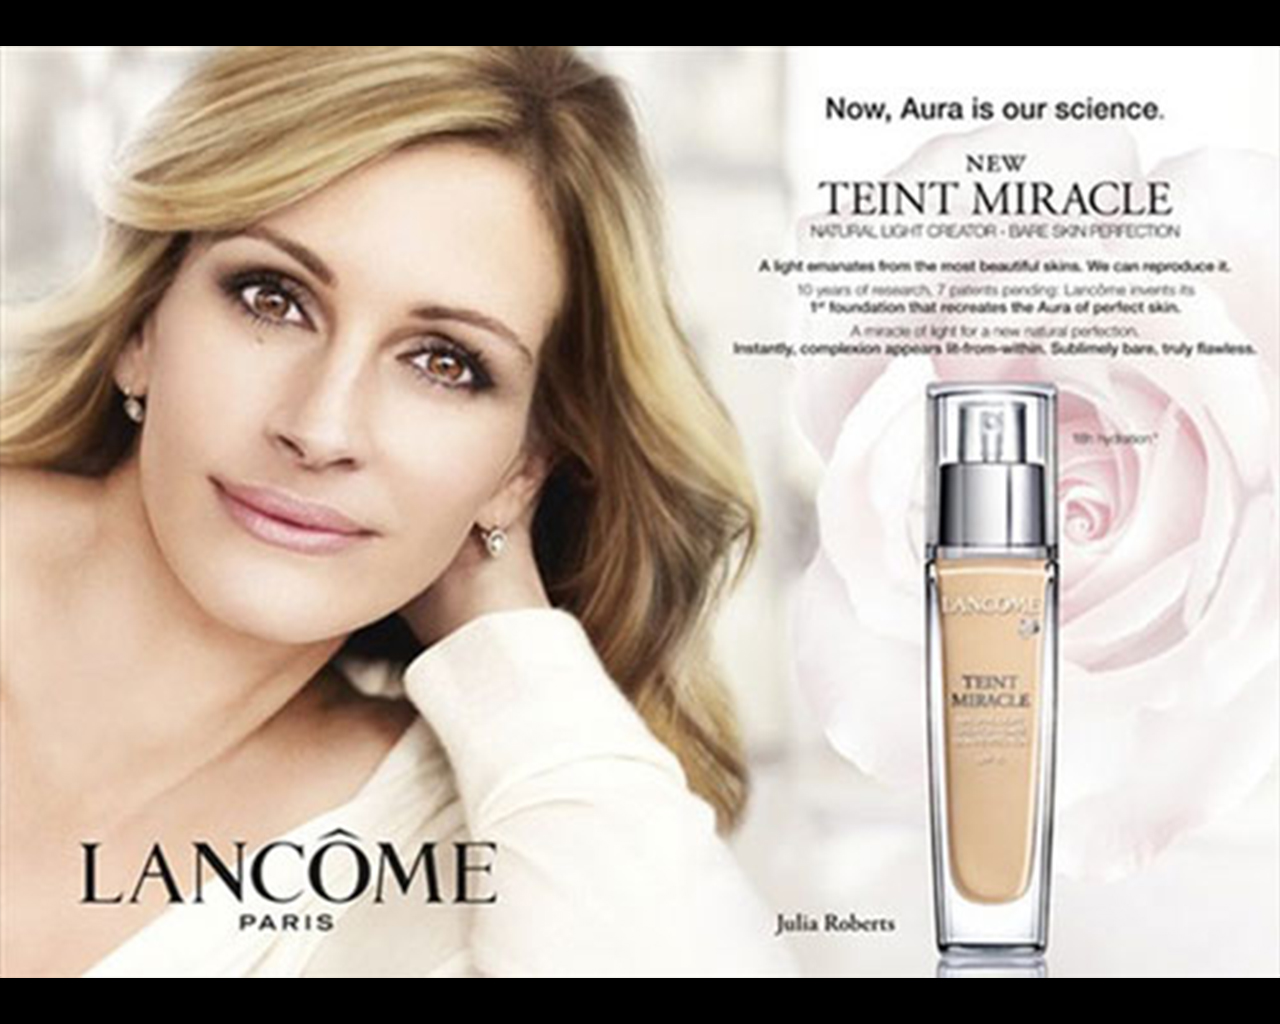 Now, Aura is our science.
NEW
TEINT MIRACLE
NATURAL LIGHT CREATOR - BARE SKIN PERFECTION
A light emanates from the most beautiful skins. We can reproduce it.
10 years of research, 7 patents pending: Lancôme invents its
1st foundation that recreates the Aura of perfect skin.
A miracle of light for a new natural perfection.
Instantly, complexion appears lit-from-within. Sublimely bare, truly flawless.
18h hydration*
LANCOME
TEINT
MIRACLE
LANCÔME
PARIS
Julia Roberts